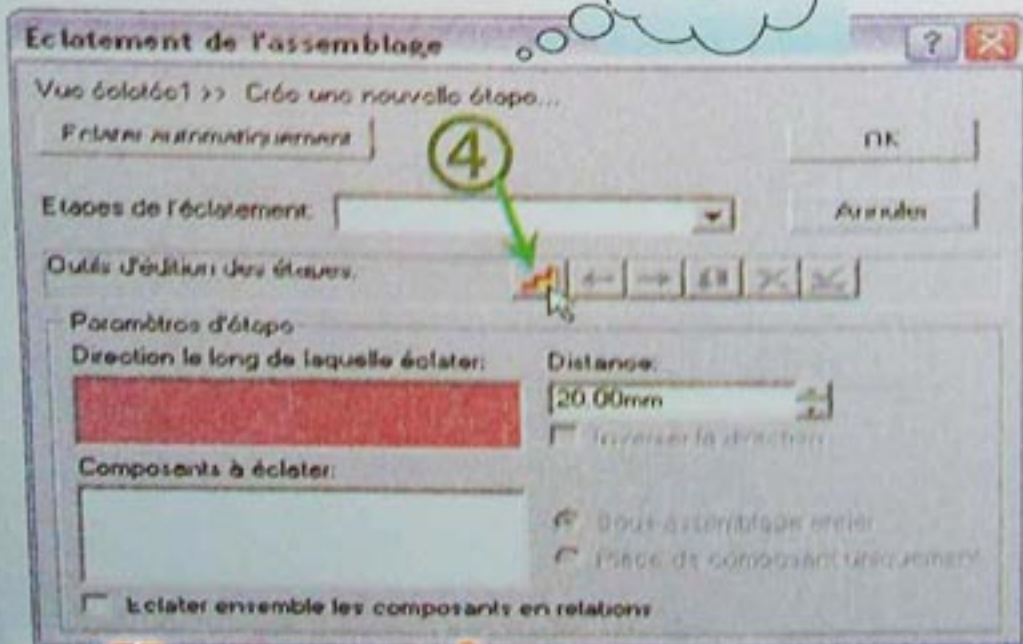 Eclatement de l'assemblage
Vue éclatée1 >> Crée une nouvelle étape...
Eclater automatiquement
OK
4
Etapes de l'éclatement:
Annuler
Outils d'édition des étapes:
Paramètres d'étape
Direction le long de laquelle éclater:
Distance:
20.00mm
Inverser la direction
Composants à éclater:
Sous-assemblage entier
Pièce de composant uniquement
Eclater ensemble les composants en relations